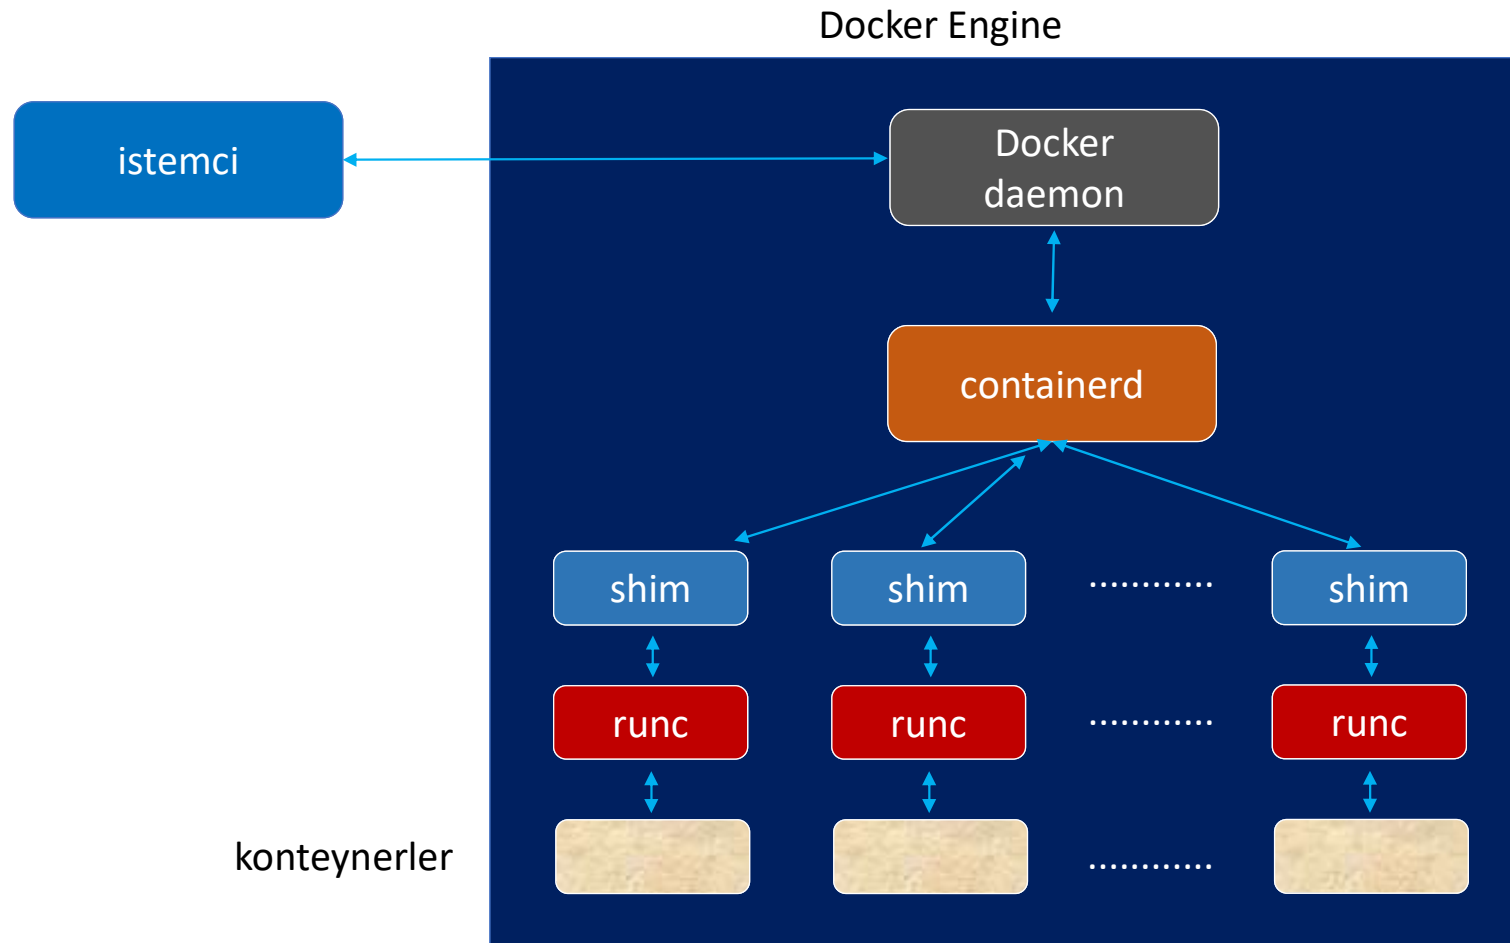 Docker Engine
istemci
Docker
daemon
containerd
shim
shim
............
shim
runc
runc
............
runc
konteynerler
............